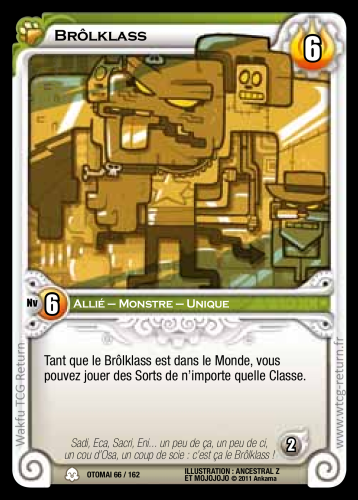 BRÔLKLASS
6
Nv 6 ALLIÉ – MONSTRE – UNIQUE
Tant que le Brôlklass est dans le Monde, vous
pouvez jouer des Sorts de n'importe quelle Classe.
Sadi, Eca, Sacri, Eni... un peu de ça, un peu de ci,
un cou d'Osa, un coup de scie : c'est ça le Brôlklass !
2
OTOMAI 66 / 162
ILLUSTRATION : ANCESTRAL Z
ET MOJOJOJO © 2011 Ankama
Wakfu TCG Return
www.wtcg-return.fr